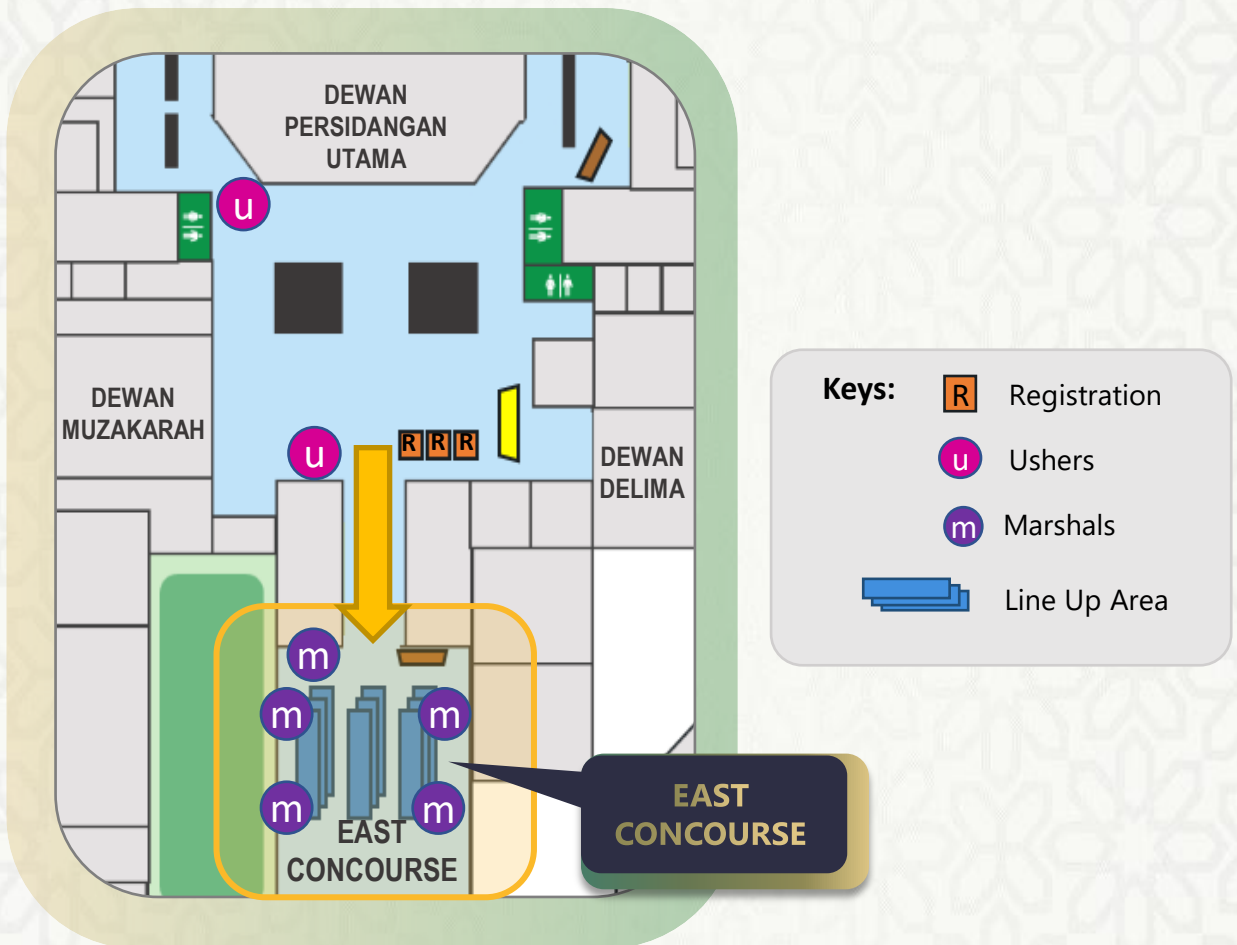 DEWAN
PERSIDANGAN
UTAMA
u
DEWAN
MUZAKARAH
u
R R R
DEWAN
DELIMA
m
m m
m m
EAST
CONCOURSE
EAST
CONCOURSE
Keys:
R Registration
u Ushers
m Marshals
Line Up Area